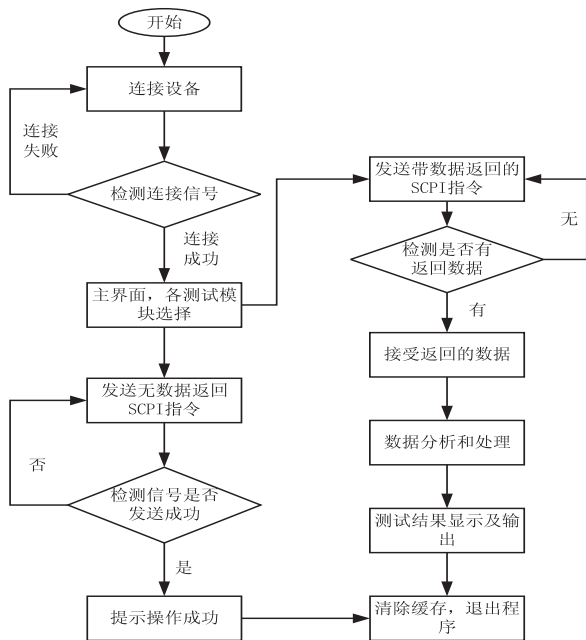 开始
连接设备
连接
失败
检测连接信号
连接
成功
主界面，各测试模
块选择
发送无数据返回
SCPI指令
否
检测信号是否
发送成功
是
提示操作成功
发送带数据返回的
SCPI指令
无
检测是否有
返回数据
有
接受返回的数据
数据分析和处理
测试结果显示及输
出
清除缓存，退出程
序